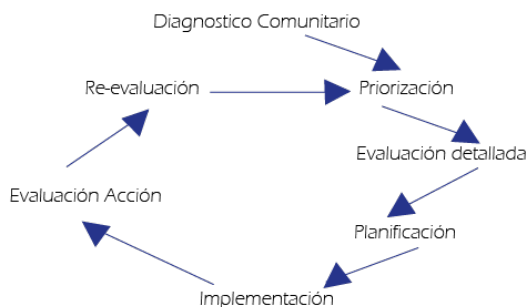 Diagnostico Comunitario
Re-evaluación
Priorización
Evaluación detallada
Evaluación Acción
Planificación
Implementación